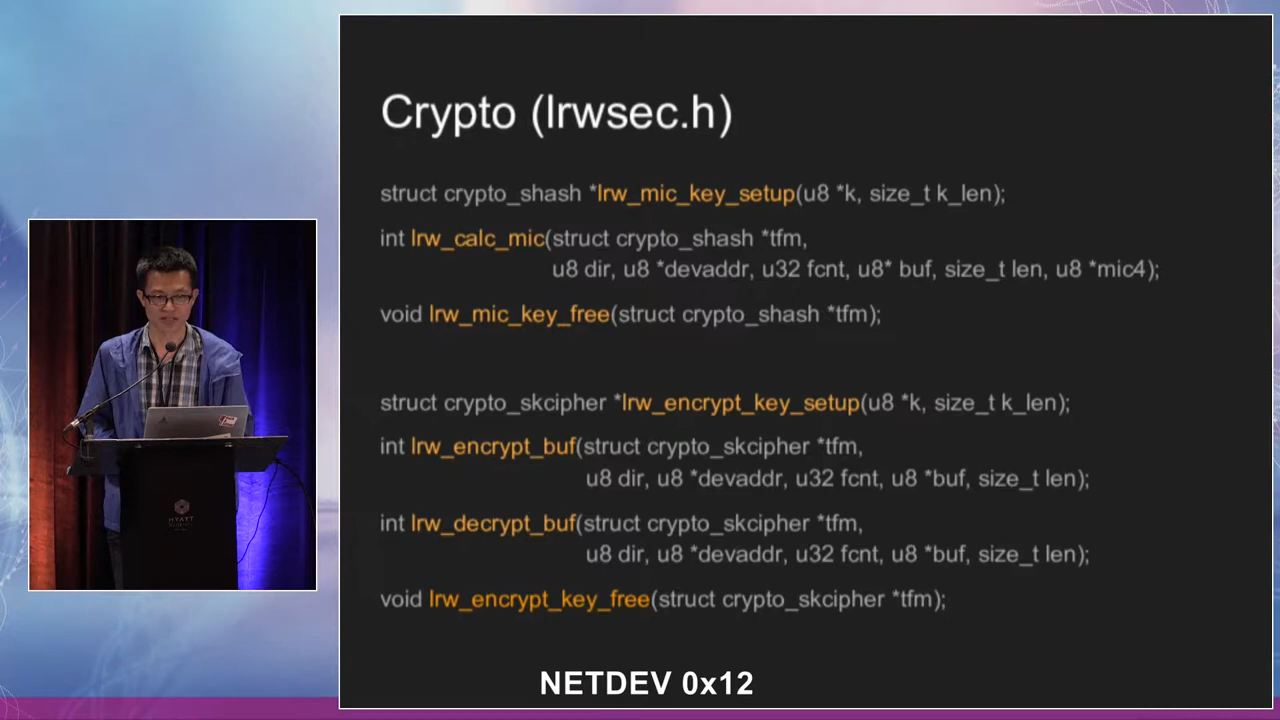 Crypto (lrwsec.h)
struct crypto_shash *lrw_mic_key_setup(u8 *k, size_t k_len);
int lrw_calc_mic(struct crypto_shash *tfm,
u8 dir, u8 *devaddr, u32 fcnt, u8* buf, size_t len, u8 *mic4);
void lrw_mic_key_free(struct crypto_shash *tfm);
struct crypto_skcipher *lrw_encrypt_key_setup(u8 *k, size_t k_len);
int lrw_encrypt_buf(struct crypto_skcipher *tfm,
u8 dir, u8 *devaddr, u32 fcnt, u8 *buf, size_t len);
int lrw_decrypt_buf(struct crypto_skcipher *tfm,
u8 dir, u8 *devaddr, u32 fcnt, u8 *buf, size_t len);
void lrw_encrypt_key_free(struct crypto_skcipher *tfm);
HYATT
NETDEV 0x12